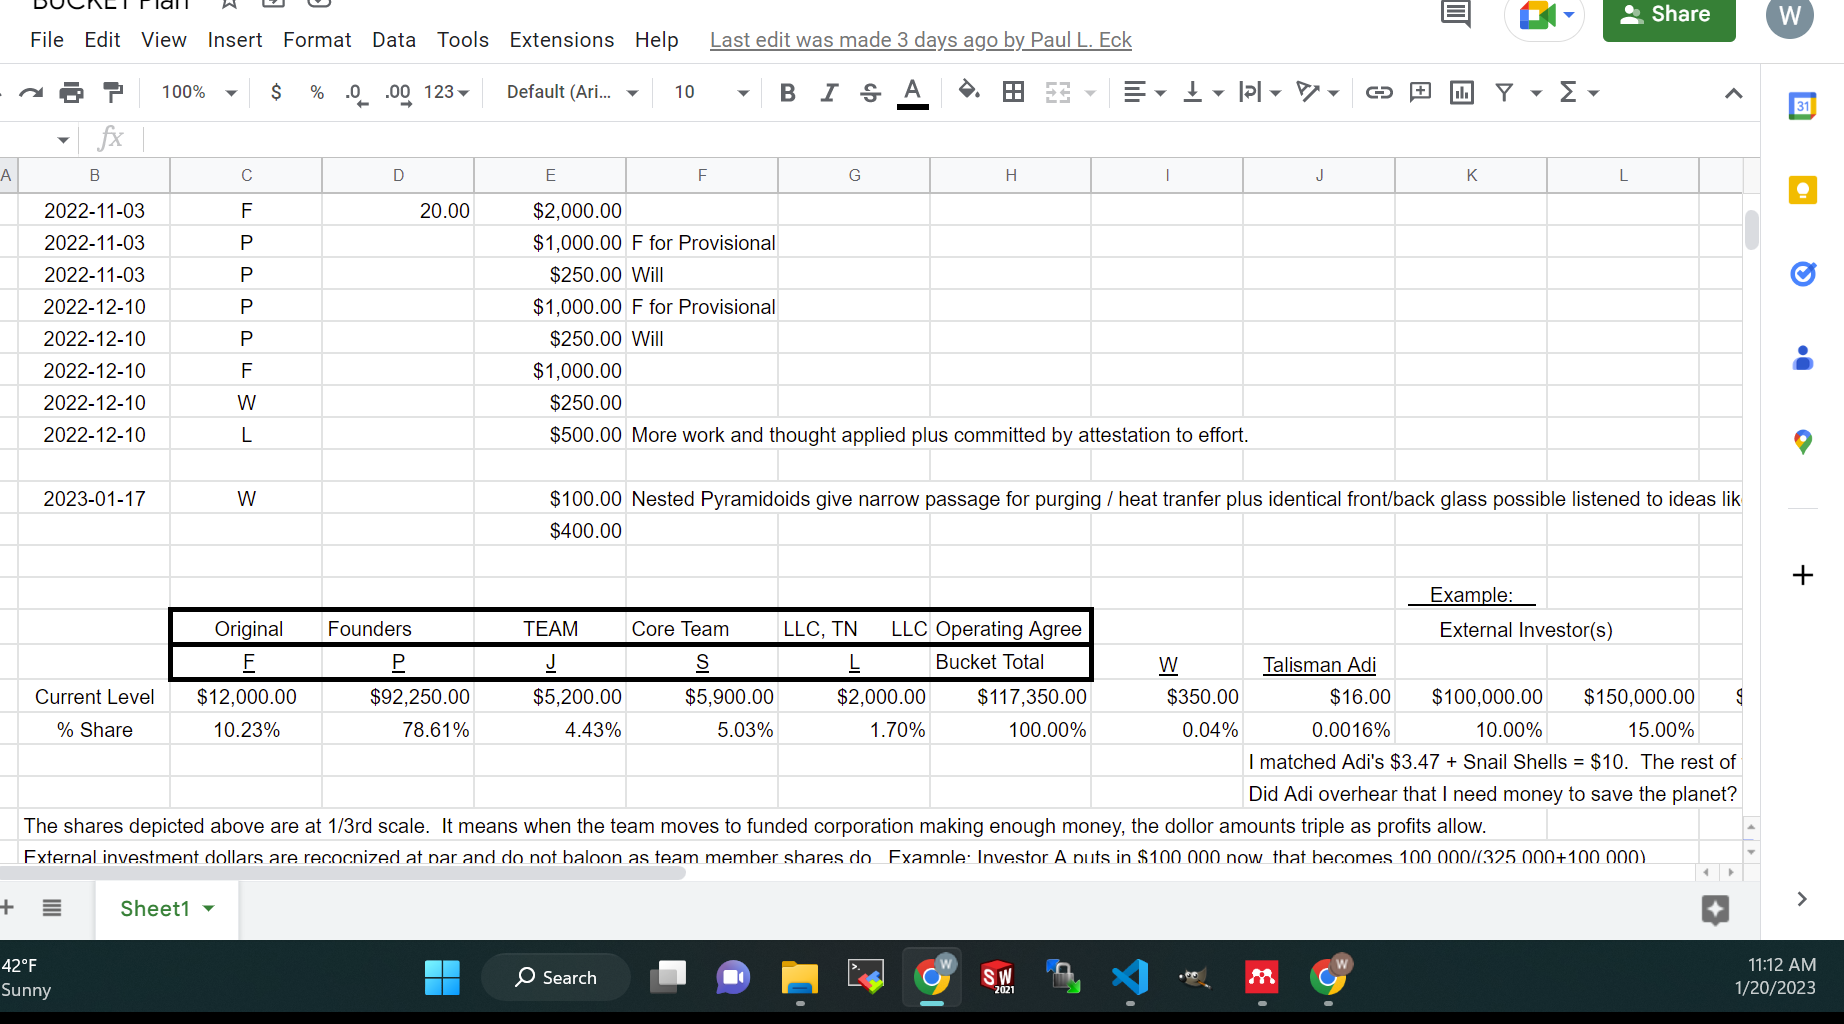 BUCKET Plan
Share
W
File Edit View Insert Format Data Tools Extensions Help Last edit was made 3 days ago by Paul L. Eck
100% $ % .0 .00 123 Default (Ari... 10 B I S A
31
fx
A B C D E F G H I J K L
2022-11-03 F 20.00 $2,000.00
2022-11-03 P $1,000.00 F for Provisional
2022-11-03 P $250.00 Will
2022-12-10 P $1,000.00 F for Provisional
2022-12-10 P $250.00 Will
2022-12-10 F $1,000.00
2022-12-10 W $250.00
2022-12-10 L $500.00 More work and thought applied plus committed by attestation to effort.
2023-01-17 W $100.00 Nested Pyramidoids give narrow passage for purging / heat tranfer plus identical front/back glass possible listened to ideas lik
$400.00
Example:
Original Founders TEAM Core Team LLC, TN LLC Operating Agree External Investor(s)
F P J S L Bucket Total W Talisman Adi
Current Level $12,000.00 $92,250.00 $5,200.00 $5,900.00 $2,000.00 $117,350.00 $350.00 $16.00 $100,000.00 $150,000.00 $
% Share 10.23% 78.61% 4.43% 5.03% 1.70% 100.00% 0.04% 0.0016% 10.00% 15.00%
I matched Adi's $3.47 + Snail Shells = $10. The rest of
Did Adi overhear that I need money to save the planet?
The shares depicted above are at 1/3rd scale. It means when the team moves to funded corporation making enough money, the dollor amounts triple as profits allow.
External investment dollars are recocnized at par and do not baloon as team member shares do. Example: Investor A puts in $100,000 now, that becomes 100,000/(325,000+100,000)
Sheet1
42°F
Sunny
Search
W
SW
2021
W
11:12 AM
1/20/2023